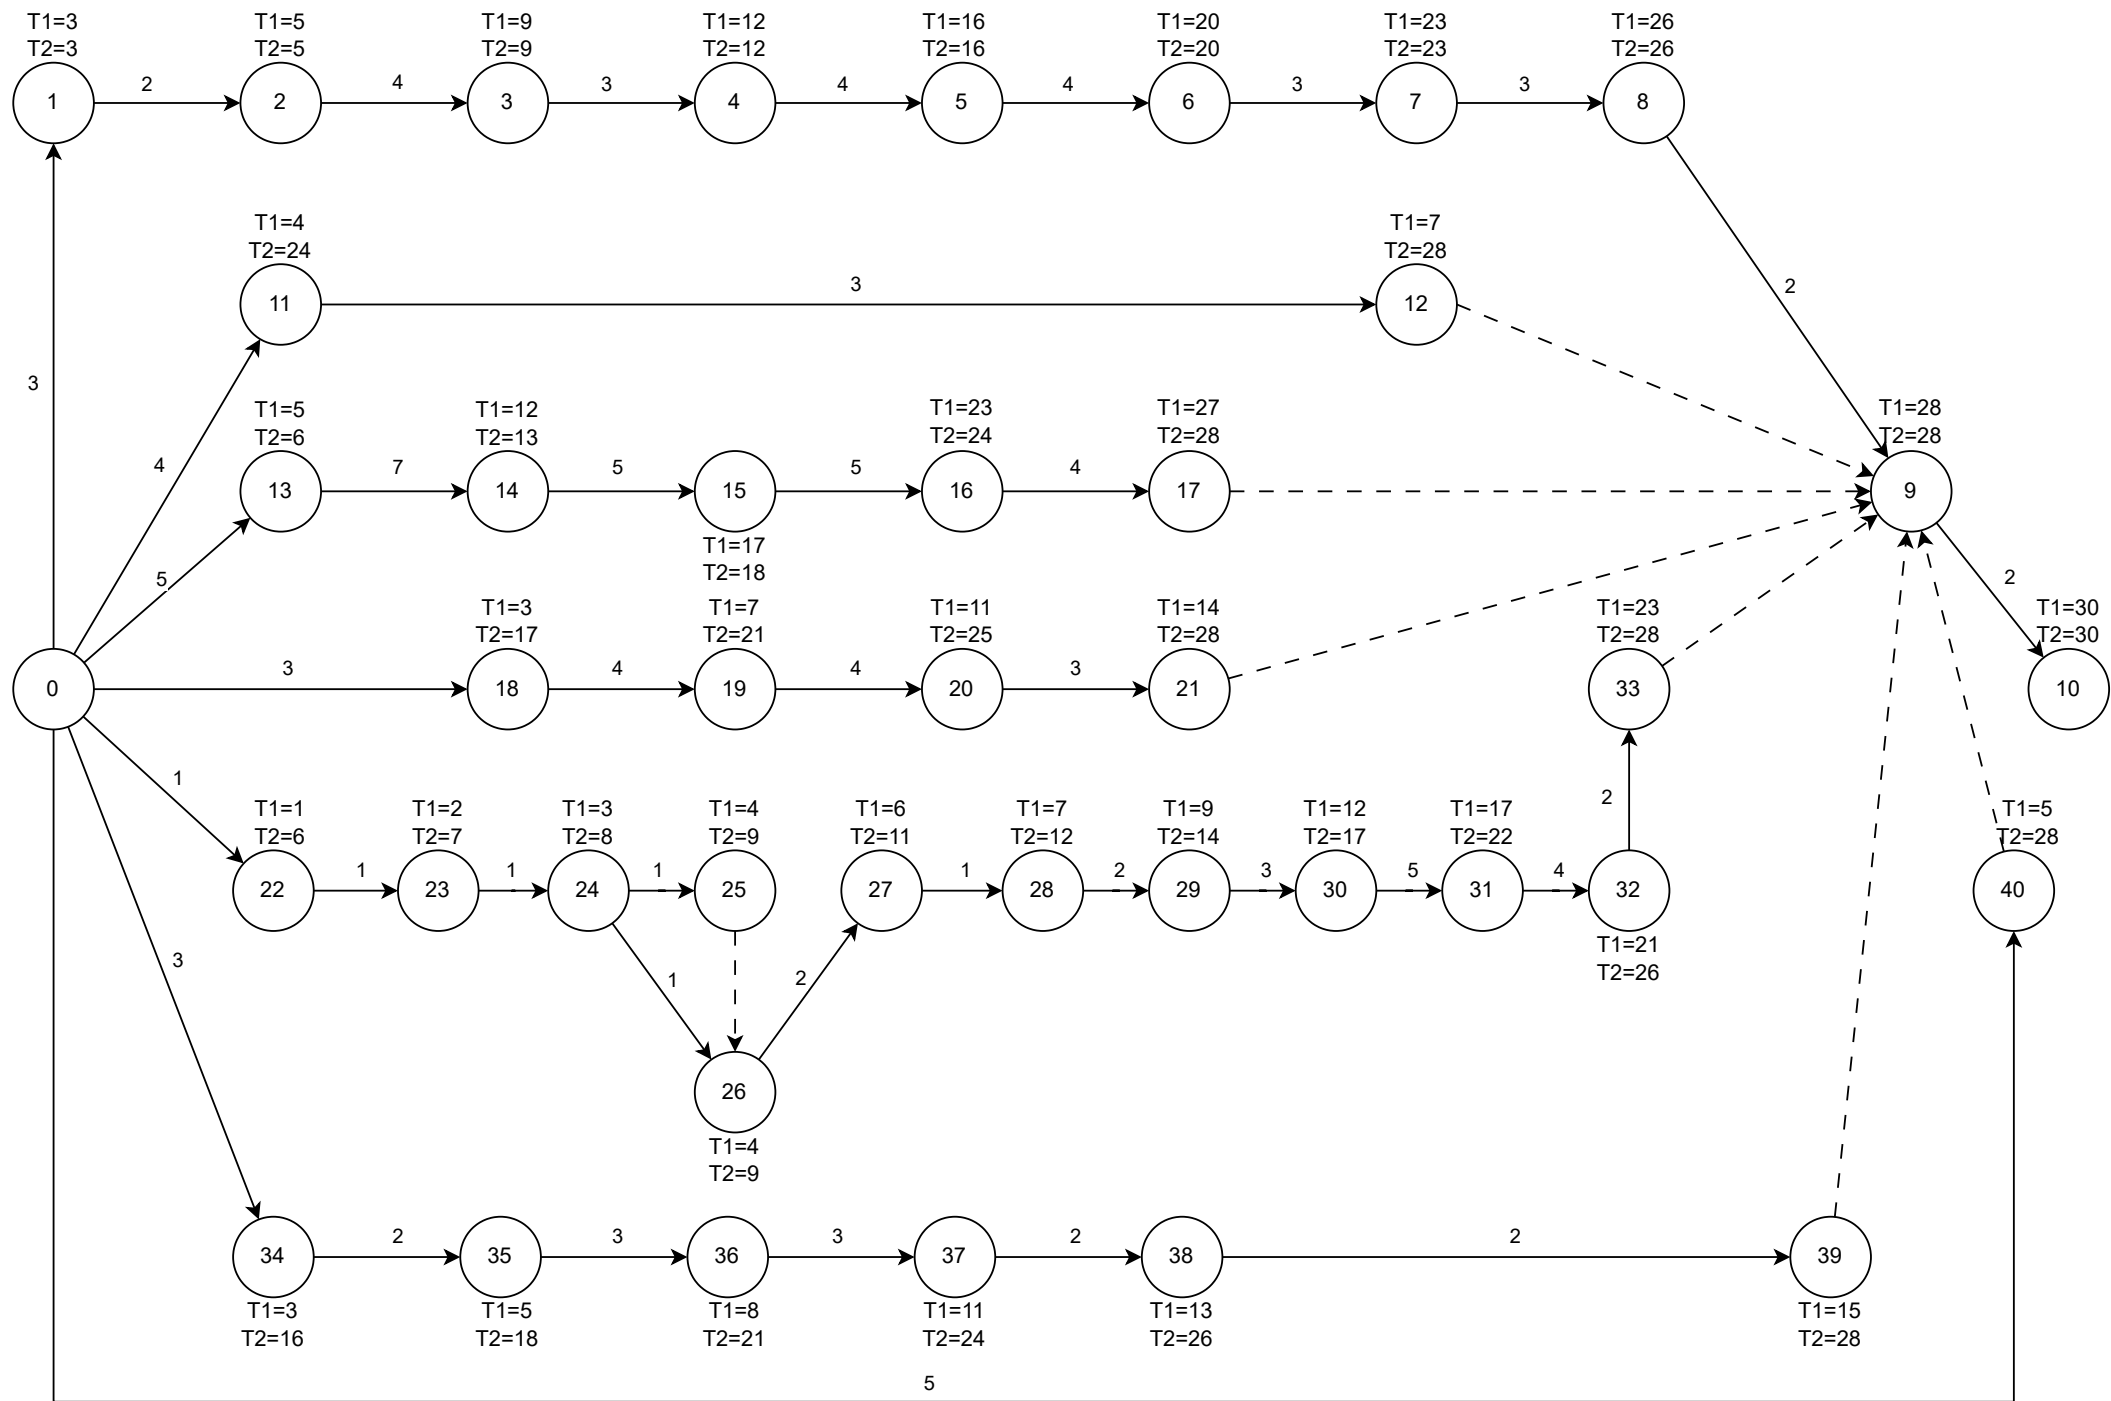 T1=3
T2=3
T1=5
T2=5
T1=9
T2=9
T1=12
T2=12
T1=16
T2=16
T1=20
T2=20
T1=23
T2=23
T1=26
T2=26
1
2
2
4
3
3
4
4
5
4
6
3
7
3
8
T1=4
T2=24
T1=7
T2=28
11
3
12
2
3
T1=5
T2=6
T1=12
T2=13
T1=23
T2=24
T1=27
T2=28
T1=28
T2=28
4
13
7
14
5
15
5
16
4
17
9
T1=17
T2=18
5
2
T1=3
T2=17
T1=7
T2=21
T1=11
T2=25
T1=14
T2=28
T1=23
T2=28
T1=30
T2=30
0
3
18
4
19
4
20
3
21
33
10
1
2
T1=1
T2=6
T1=2
T2=7
T1=3
T2=8
T1=4
T2=9
T1=6
T2=11
T1=7
T2=12
T1=9
T2=14
T1=12
T2=17
T1=17
T2=22
T1=5
T2=28
22
1
23
1
24
1
25
27
1
28
2
29
3
30
5
31
4
32
40
T1=21
T2=26
3
1
2
26
T1=4
T2=9
34
2
35
3
36
3
37
2
38
2
39
T1=3
T2=16
T1=5
T2=18
T1=8
T2=21
T1=11
T2=24
T1=13
T2=26
T1=15
T2=28
5